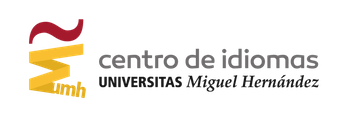 umh
centro de idiomas
UNIVERSITAS Miguel Hernández